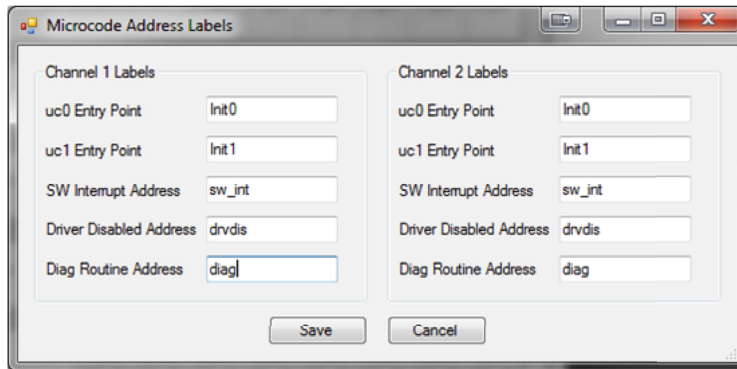 Microcode Address Labels
Channel 1 Labels
uc0 Entry Point Init0
uc1 Entry Point Init1
SW Interrupt Address sw_int
Driver Disabled Address drvdis
Diag Routine Address diag
Channel 2 Labels
uc0 Entry Point Init0
uc1 Entry Point Init1
SW Interrupt Address sw_int
Driver Disabled Address drvdis
Diag Routine Address diag
Save Cancel